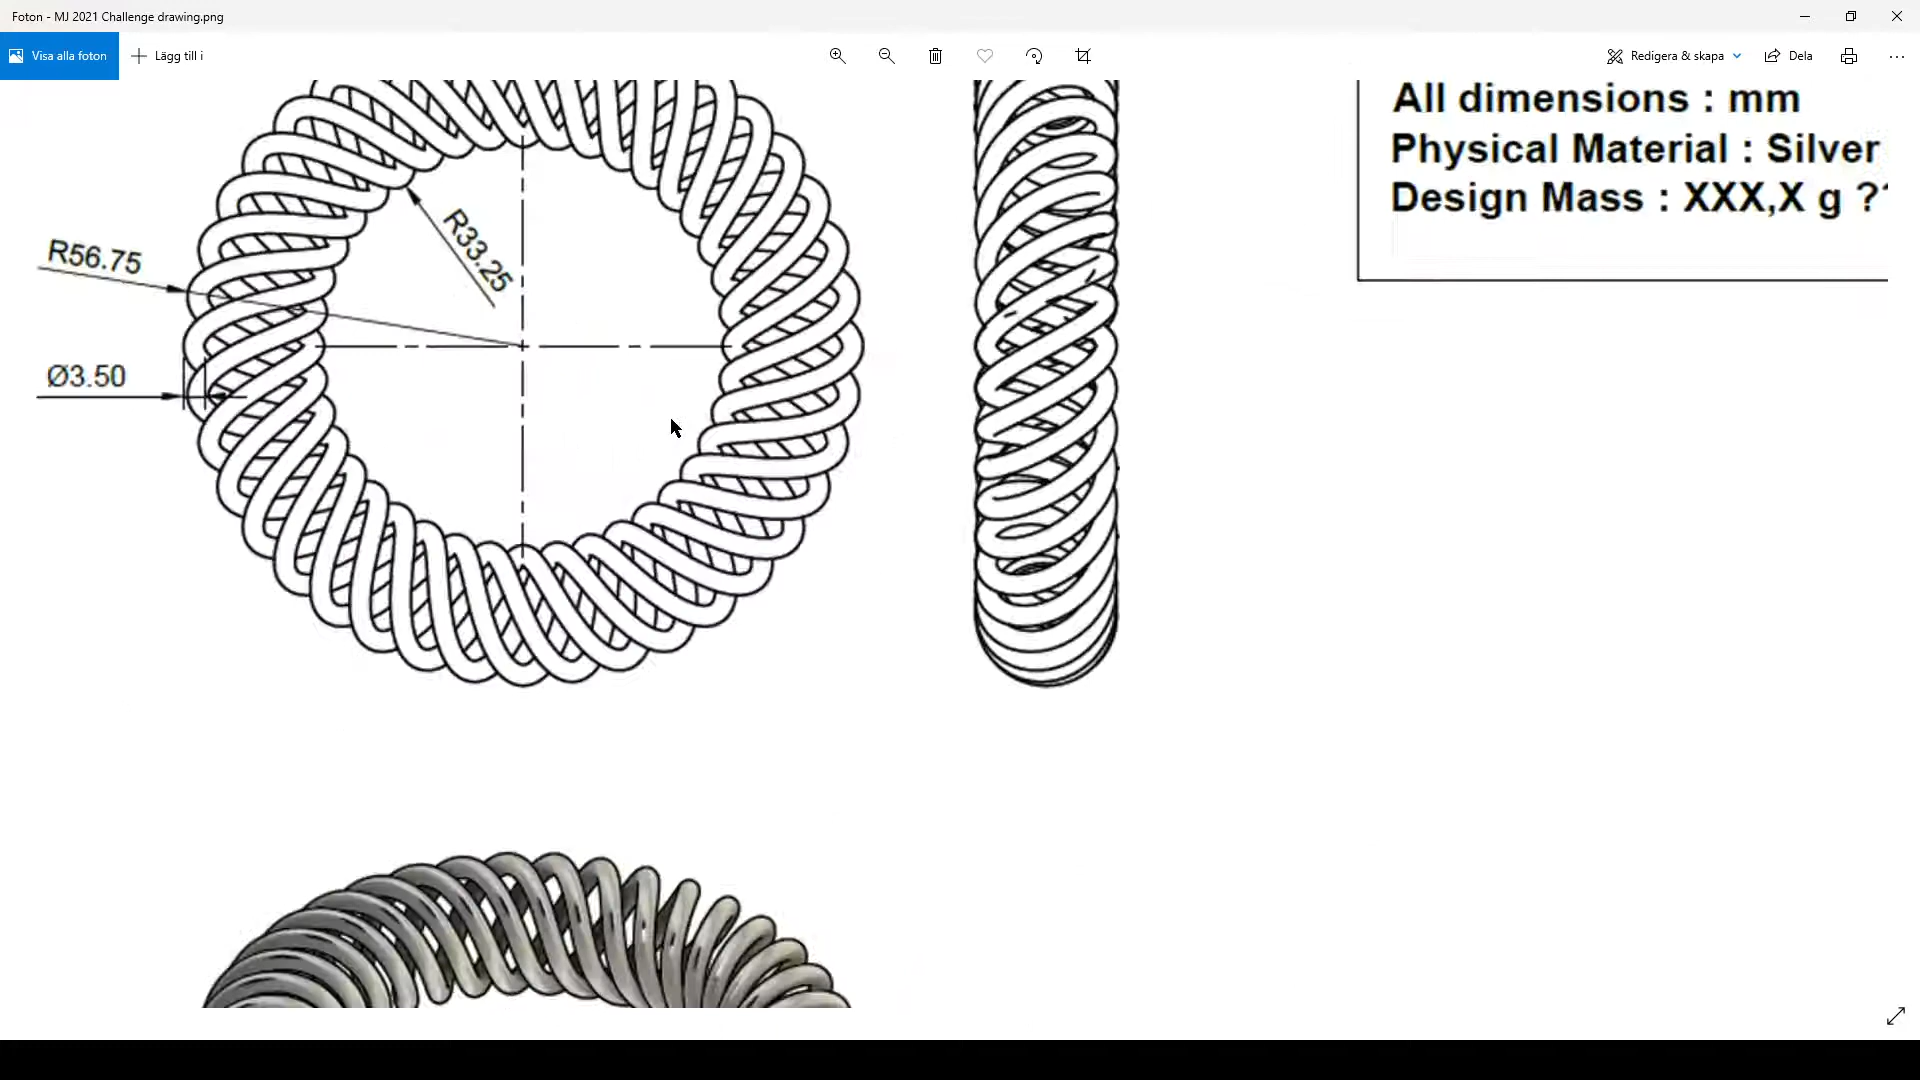 Foton - MJ 2021 Challenge drawing.png
Visa alla foton
Lägg till i
Redigera & skapa
Dela
All dimensions : mm
Physical Material : Silver
Design Mass : XXX,X g ?
R33.25
R56.75
Ø3.50